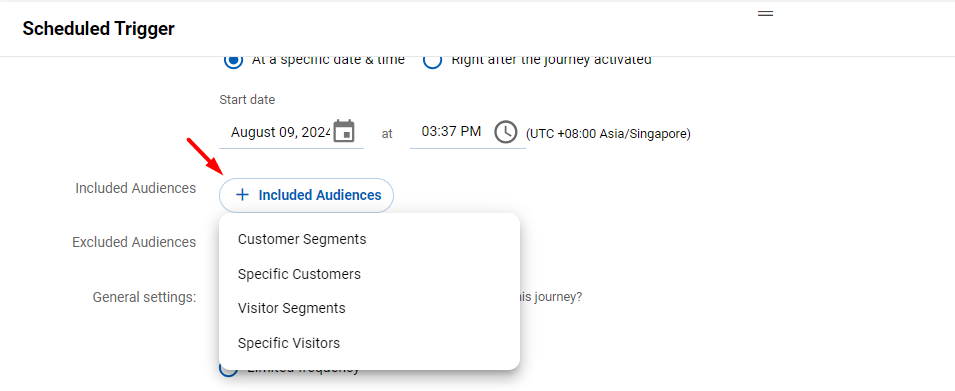 Scheduled Trigger
At a specific date & time Right after the journey activated
Start date
August 09, 2024 at 03:37 PM (UTC +08:00 Asia/Singapore)
Included Audiences + Included Audiences
Customer Segments
Excluded Audiences
Specific Customers
General settings: this journey?
Visitor Segments
Specific Visitors
Limited frequency